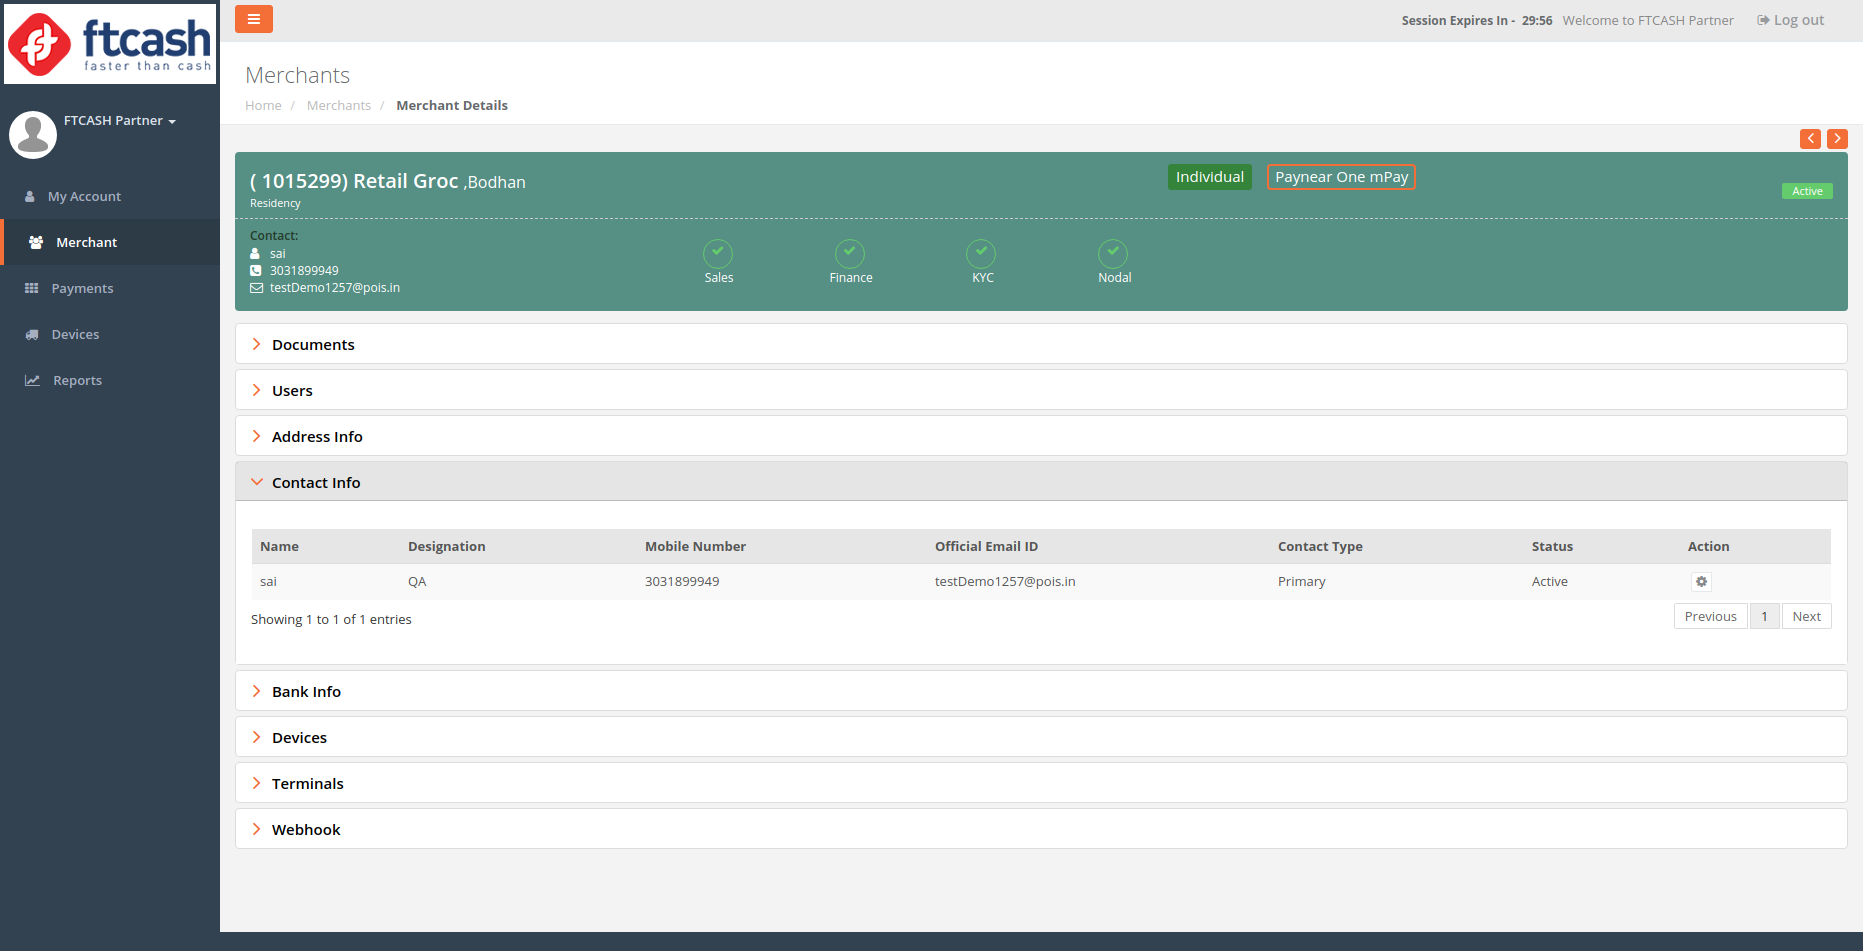 ftcash
faster than cash
Session Expires In - 29:56 Welcome to FTCASH Partner Log out
FTCASH Partner
My Account
Merchant
Payments
Devices
Reports
Merchants
Home / Merchants / Merchant Details
( 1015299) Retail Groc ,Bodhan
Residency
Individual Paynear One mPay
Active
Contact:
sai
3031899949
testDemo1257@pois.in
Sales Finance KYC Nodal
Documents
Users
Address Info
Contact Info
Name Designation Mobile Number Official Email ID Contact Type Status Action
sai QA 3031899949 testDemo1257@pois.in Primary Active
Showing 1 to 1 of 1 entries
Previous 1 Next
Bank Info
Devices
Terminals
Webhook